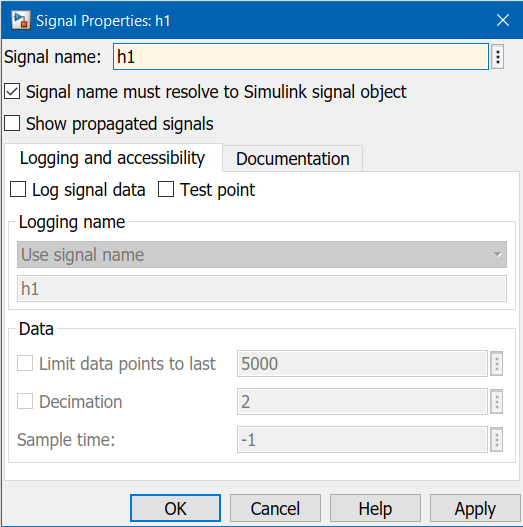 Signal Properties: h1
Signal name: h1
Signal name must resolve to Simulink signal object
Show propagated signals
Logging and accessibility Documentation
Log signal data Test point
Logging name
Use signal name
h1
Data
Limit data points to last 5000
Decimation 2
Sample time: -1
OK Cancel Help Apply